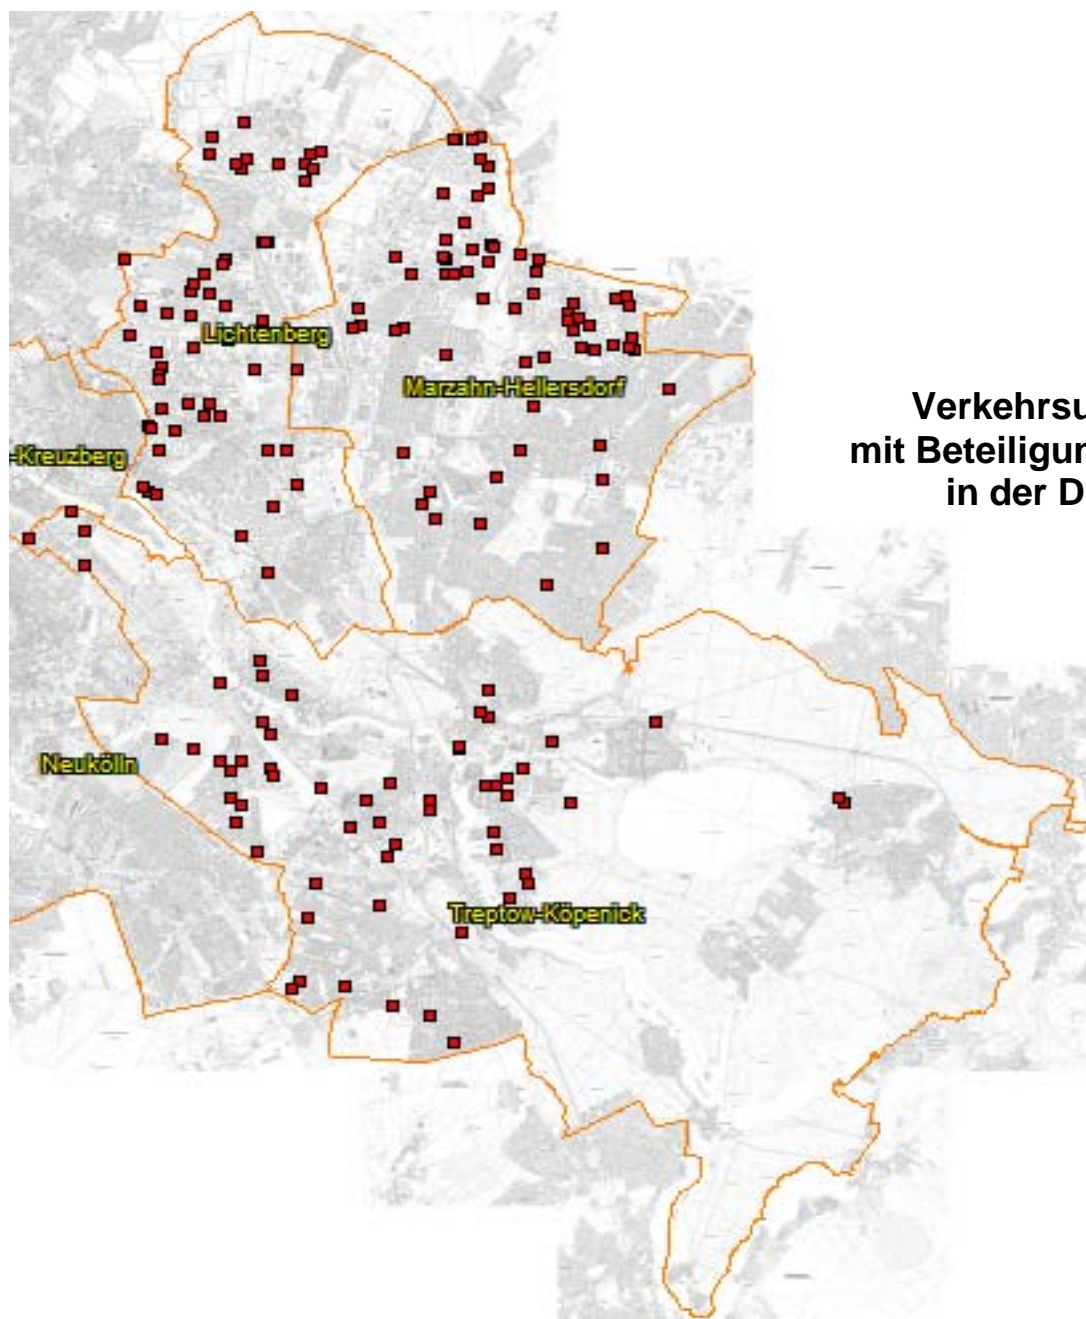 Lichtenberg
Marzahn-Hellersdorf
-Kreuzberg
Verkehrsu
mit Beteiligun
in der D
Neukölln
Treptow-Köpenick